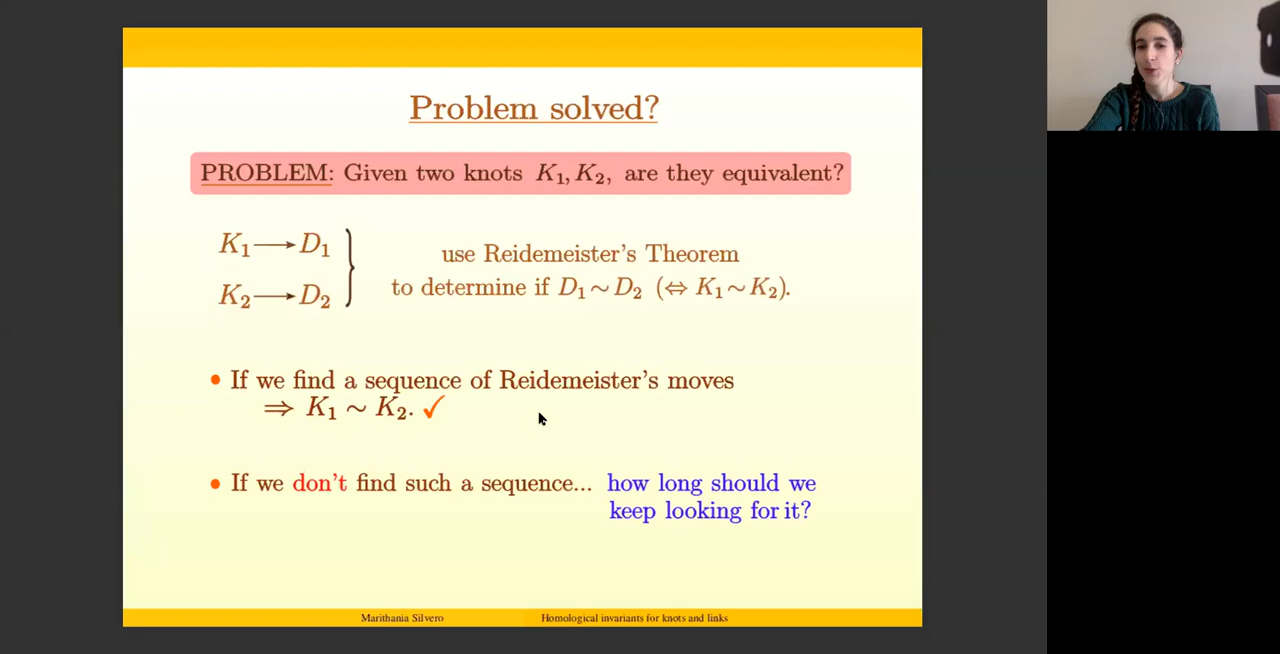 Problem solved?
PROBLEM: Given two knots K₁, K₂, are they equivalent?
K₁ ⟶ D₁
K₂ ⟶ D₂
use Reidemeister's Theorem
to determine if D₁ ~ D₂ (⇔ K₁ ~ K₂).
• If we find a sequence of Reidemeister's moves
⇒ K₁ ~ K₂. ✓
• If we don't find such a sequence... how long should we
keep looking for it?
Marithania Silvero Homological invariants for knots and links